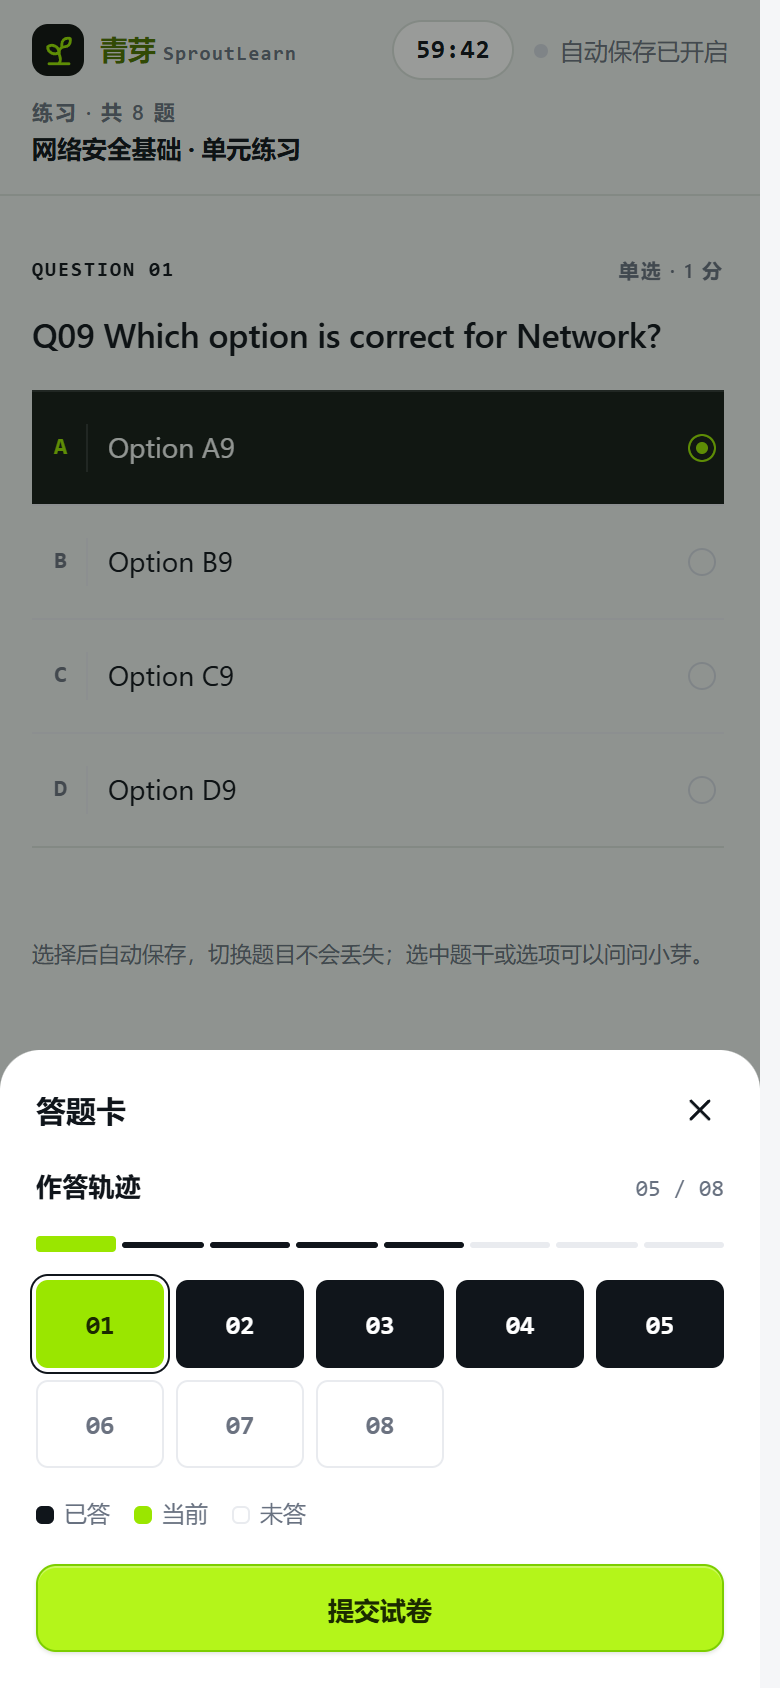 青芽 SproutLearn
59:42
自动保存已开启
练习 · 共 8 题
网络安全基础 · 单元练习
QUESTION 01
单选 · 1 分
Q09 Which option is correct for Network?
A Option A9
B Option B9
C Option C9
D Option D9
选择后自动保存，切换题目不会丢失；选中题干或选项可以问问小芽。
答题卡
作答轨迹
05 / 08
01 02 03 04 05
06 07 08
已答 当前 未答
提交试卷